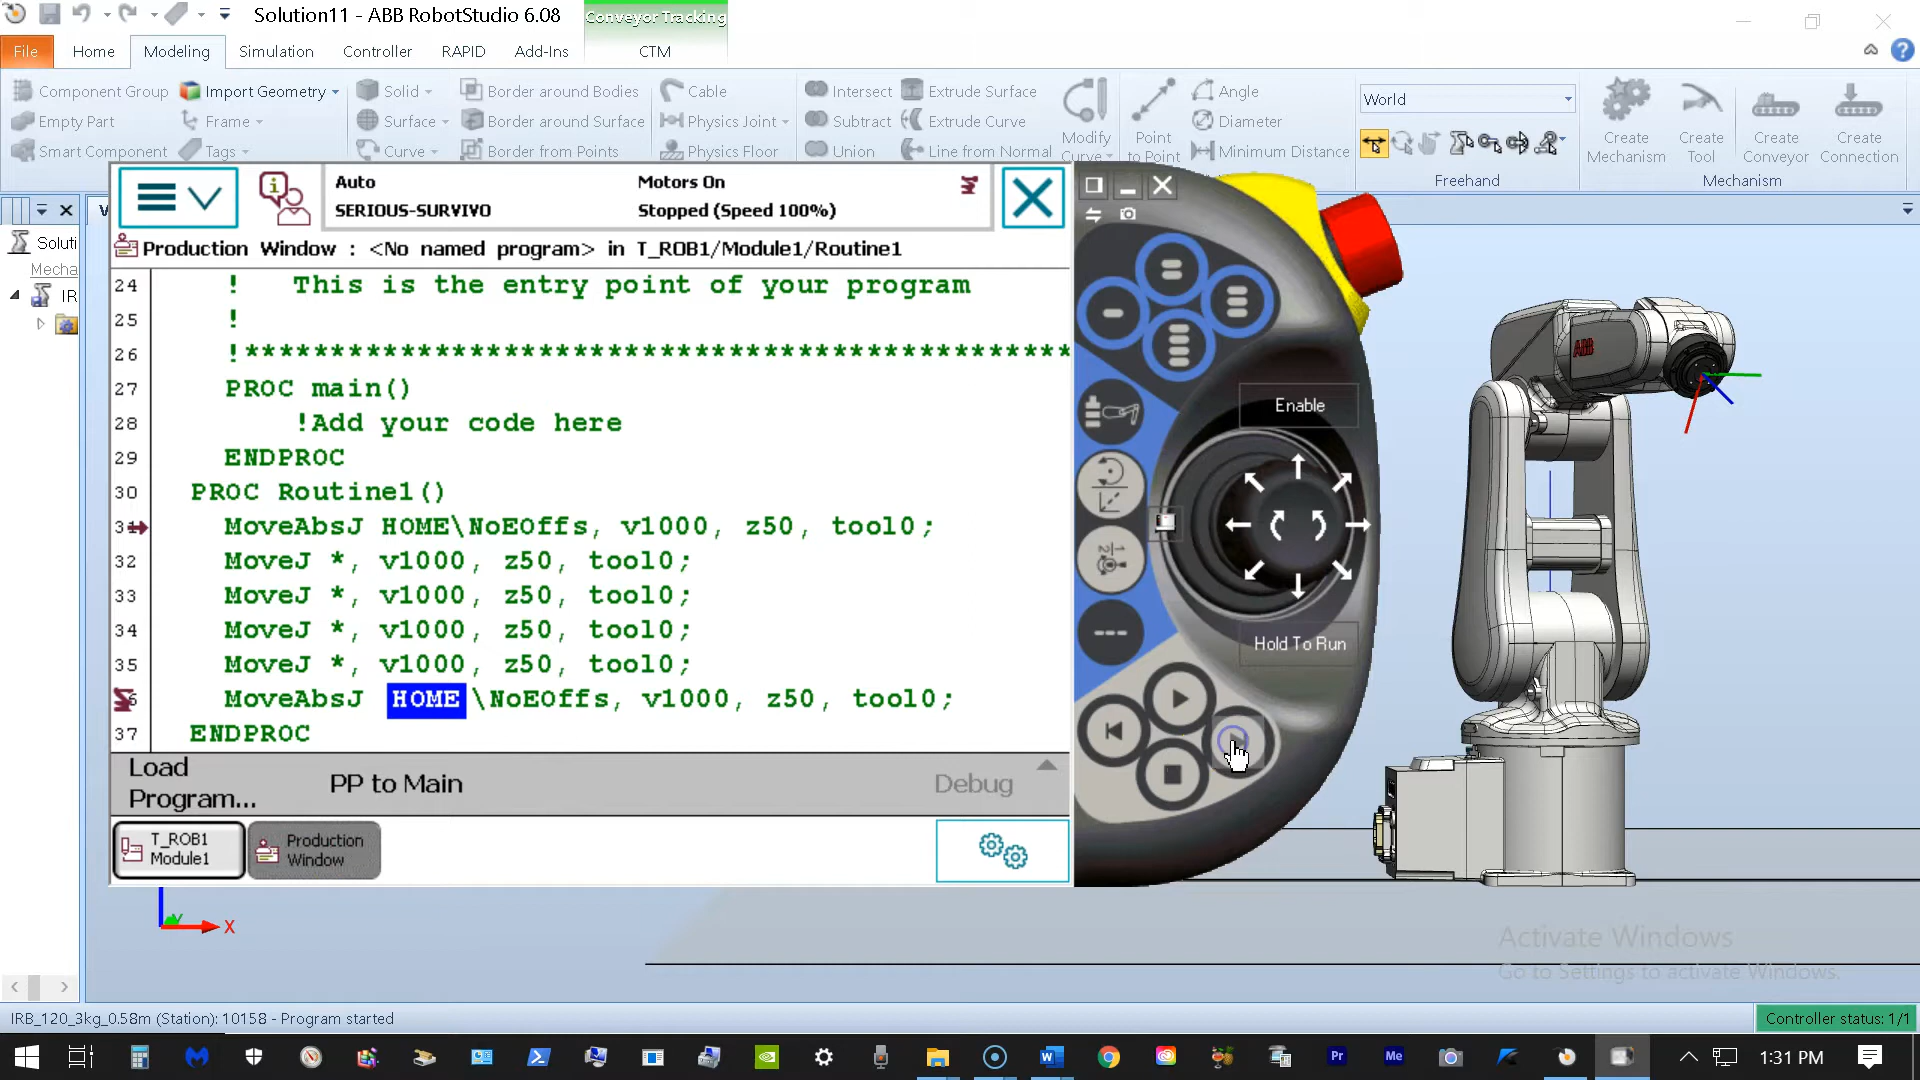 Solution11 - ABB RobotStudio 6.08
Conveyor Tracking
File
Home
Modeling
Simulation
Controller
RAPID
Add-Ins
CTM
Component Group
Import Geometry
Solid
Border around Bodies
Cable
Intersect
Extrude Surface
Angle
World
Empty Part
Frame
Surface
Border around Surface
Physics Joint
Subtract
Extrude Curve
Diameter
Smart Component
Tags
Curve
Border from Points
Physics Floor
Union
Line from Normal
Minimum Distance
Modify
Curve
Point
to Point
Create
Mechanism
Create
Tool
Create
Conveyor
Create
Connection
Freehand
Mechanism
Auto
Motors On
SERIOUS-SURVIVO
Stopped (Speed 100%)
Production Window : <No named program> in T_ROB1/Module1/Routine1
24 ! This is the entry point of your program
25 !
26 !*************************************************
27 PROC main()
28 !Add your code here
29 ENDPROC
30 PROC Routine1()
31 MoveAbsJ HOME\NoEOffs, v1000, z50, tool0;
32 MoveJ *, v1000, z50, tool0;
33 MoveJ *, v1000, z50, tool0;
34 MoveJ *, v1000, z50, tool0;
35 MoveJ *, v1000, z50, tool0;
36 MoveAbsJ HOME\NoEOffs, v1000, z50, tool0;
37 ENDPROC
Load
Program...
PP to Main
Debug
T_ROB1
Module1
Production
Window
Enable
Hold To Run
ABB
Soluti
Mecha
IR
X
Y
Activate Windows
Go to Settings to activate Windows.
IRB_120_3kg_0.58m (Station): 10158 - Program started
Controller status: 1/1
Pr
Me
1:31 PM